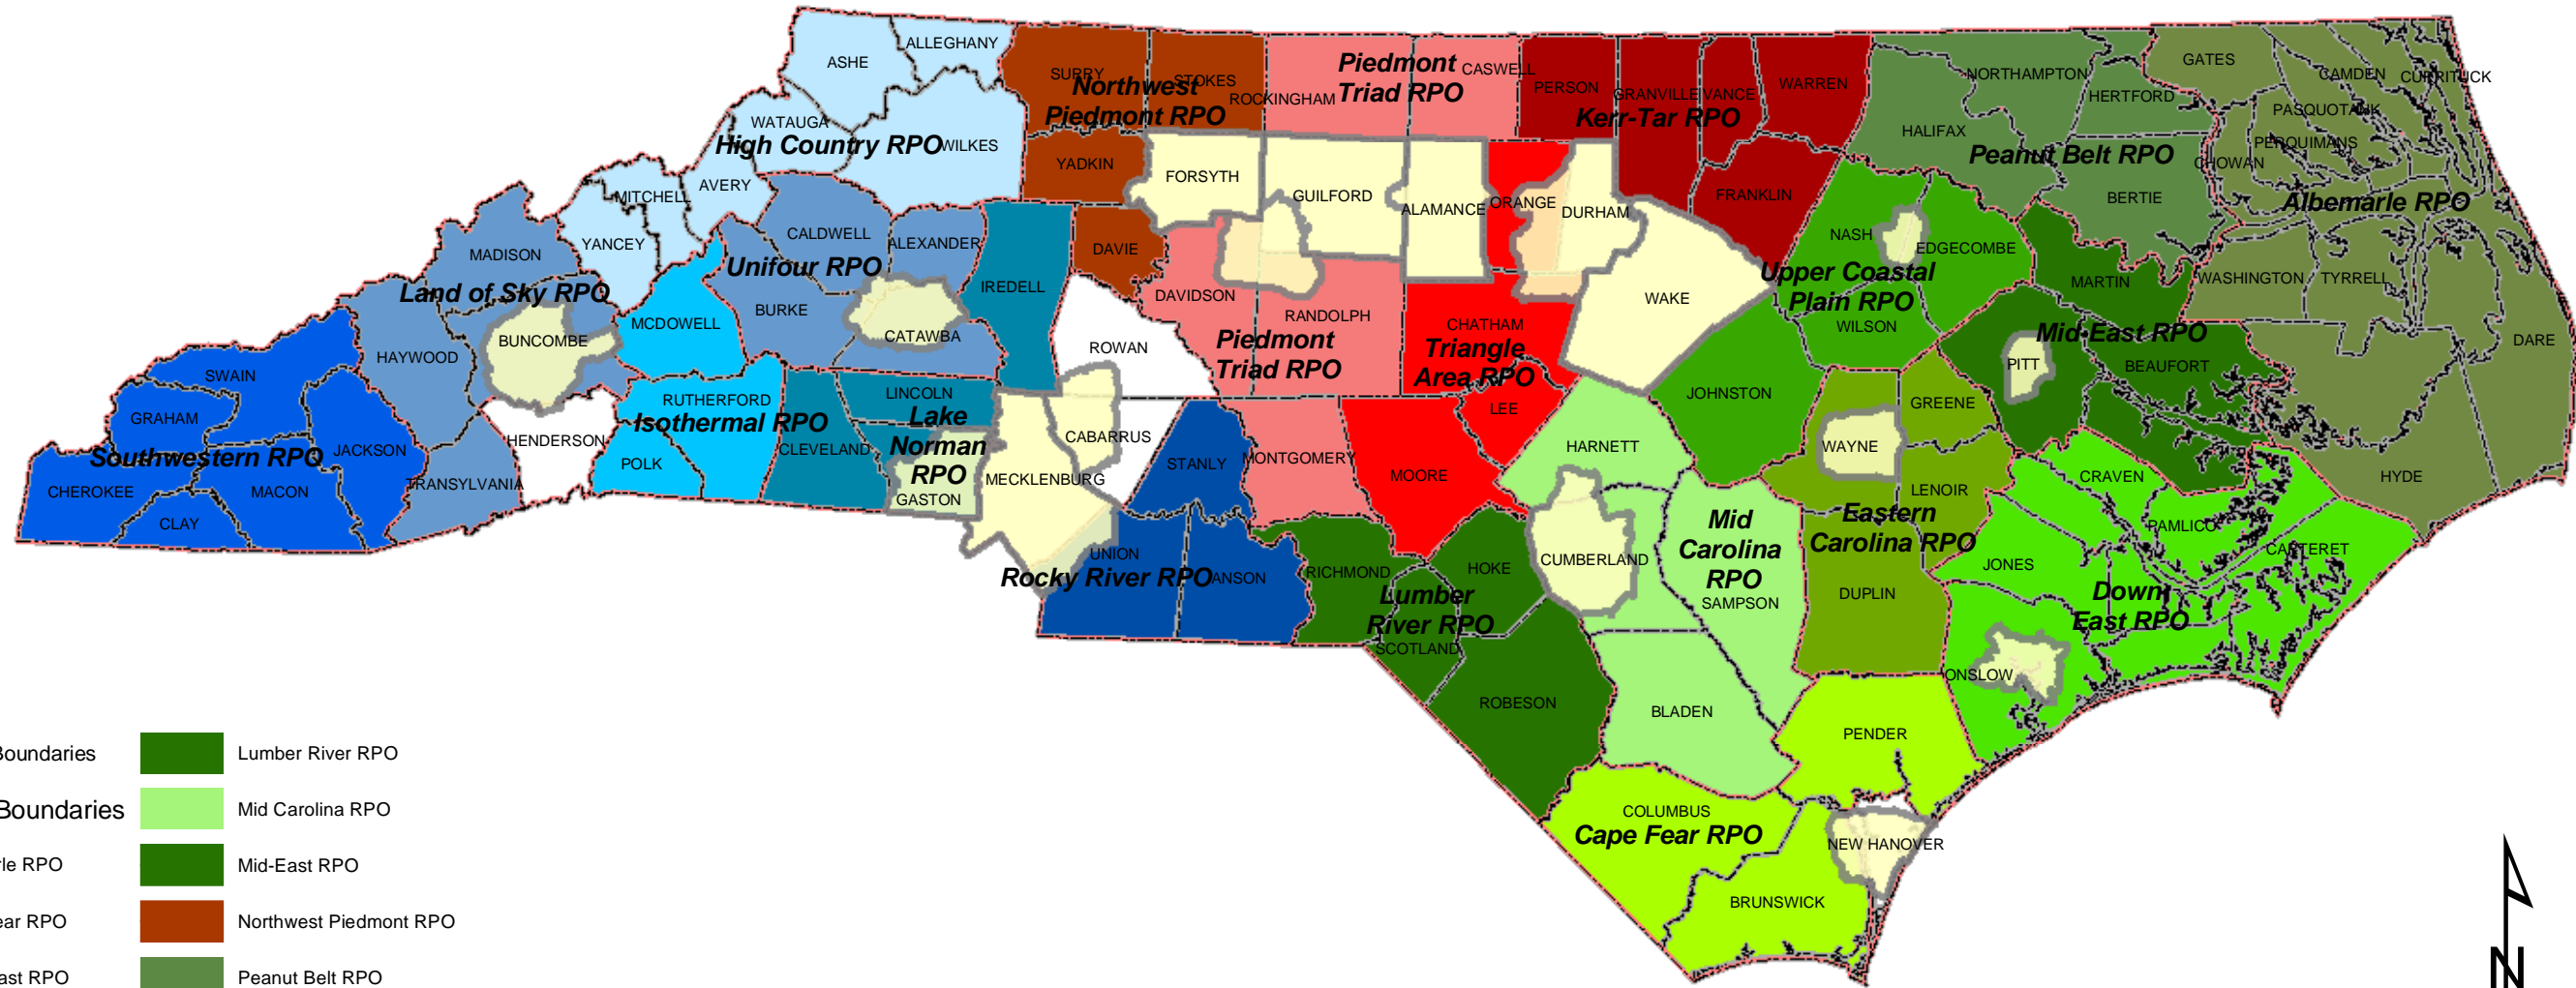 ALLEGHANY
ASHE
SURRY
STOKES
Northwest
Piedmont RPO
ROCKINGHAM
Piedmont
Triad RPO
CASWELL
PERSON
GRANVILLE
VANCE
WARREN
Kerr-Tar RPO
NORTHAMPTON
GATES
CAMDEN
CURRITUCK
HERTFORD
PASQUOTANK
HALIFAX
PERQUIMANS
CHOWAN
Peanut Belt RPO
WATAUGA
High Country RPO
WILKES
YADKIN
FORSYTH
GUILFORD
ALAMANCE
ORANGE
DURHAM
FRANKLIN
BERTIE
Albemarle RPO
MITCHELL
AVERY
YANCEY
MADISON
CALDWELL
ALEXANDER
DAVIE
NASH
EDGECOMBE
Land of Sky RPO
Unifour RPO
IREDELL
DAVIDSON
RANDOLPH
WAKE
Upper Coastal
Plain RPO
MARTIN
WASHINGTON
TYRRELL
MCDOWELL
BURKE
BUNCOMBE
CATAWBA
HAYWOOD
ROWAN
Piedmont
Triad RPO
CHATHAM
Triangle
Area RPO
WILSON
Mid-East RPO
PITT
BEAUFORT
DARE
SWAIN
GRAHAM
RUTHERFORD
Isothermal RPO
LINCOLN
Lake
Norman
RPO
LEE
JOHNSTON
GREENE
JACKSON
HENDERSON
CLEVELAND
CABARRUS
HARNETT
WAYNE
Southwestern RPO
POLK
STANLY
MONTGOMERY
MOORE
CHEROKEE
MACON
TRANSYLVANIA
GASTON
MECKLENBURG
LENOIR
CRAVEN
HYDE
CLAY
Mid
Carolina
RPO
Eastern
Carolina RPO
PAMLICO
CARTERET
UNION
Rocky River RPO
ANSON
RICHMOND
HOKE
CUMBERLAND
JONES
Lumber
River RPO
SAMPSON
DUPLIN
Down
East RPO
SCOTLAND
ONSLOW
ROBESON
BLADEN
PENDER
COLUMBUS
Cape Fear RPO
NEW HANOVER
BRUNSWICK
Boundaries
Lumber River RPO
Boundaries
Mid Carolina RPO
rle RPO
Mid-East RPO
ear RPO
Northwest Piedmont RPO
ast RPO
Peanut Belt RPO
N